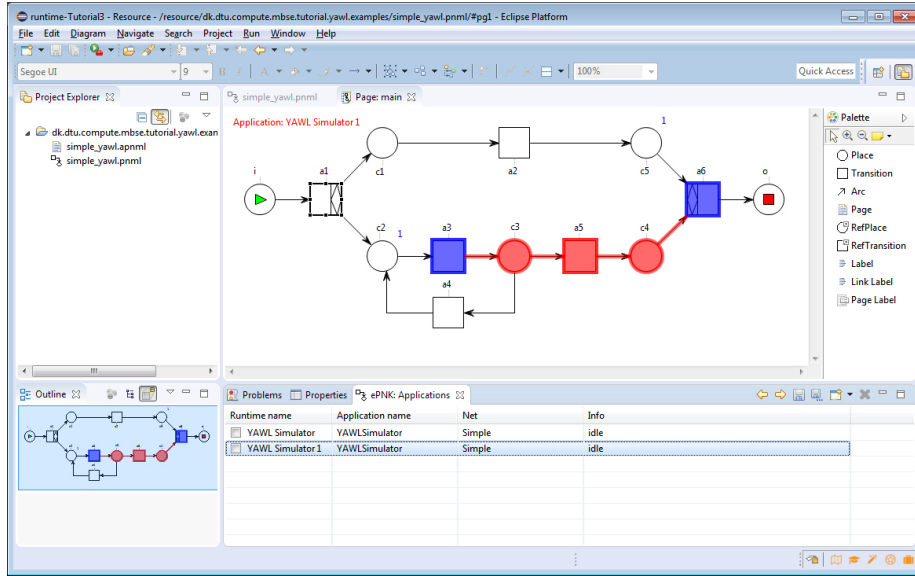 runtime-Tutorial3 - Resource - /resource/dk.dtu.compute.mbse.tutorial.yawl.examples/simple_yawl.pnml/#pg1 - Eclipse Platform
File Edit Diagram Navigate Search Project Run Window Help
Segoe UI 9 B I A 100% Quick Access
Project Explorer
dk.dtu.compute.mbse.tutorial.yawl.exan
simple_yawl.apnml
simple_yawl.pnml
simple_yawl.pnml Page: main
Application: YAWL Simulator1
1
c1 a2 c5
i a1 a6 o
c2 1 a3 c3 a5 c4
a4
Palette
Place
Transition
Arc
Page
RefPlace
RefTransition
Label
Link Label
Page Label
Outline
Problems Properties ePNK: Applications
Runtime name Application name Net Info
YAWL Simulator YAWLSimulator Simple idle
YAWL Simulator1 YAWLSimulator Simple idle